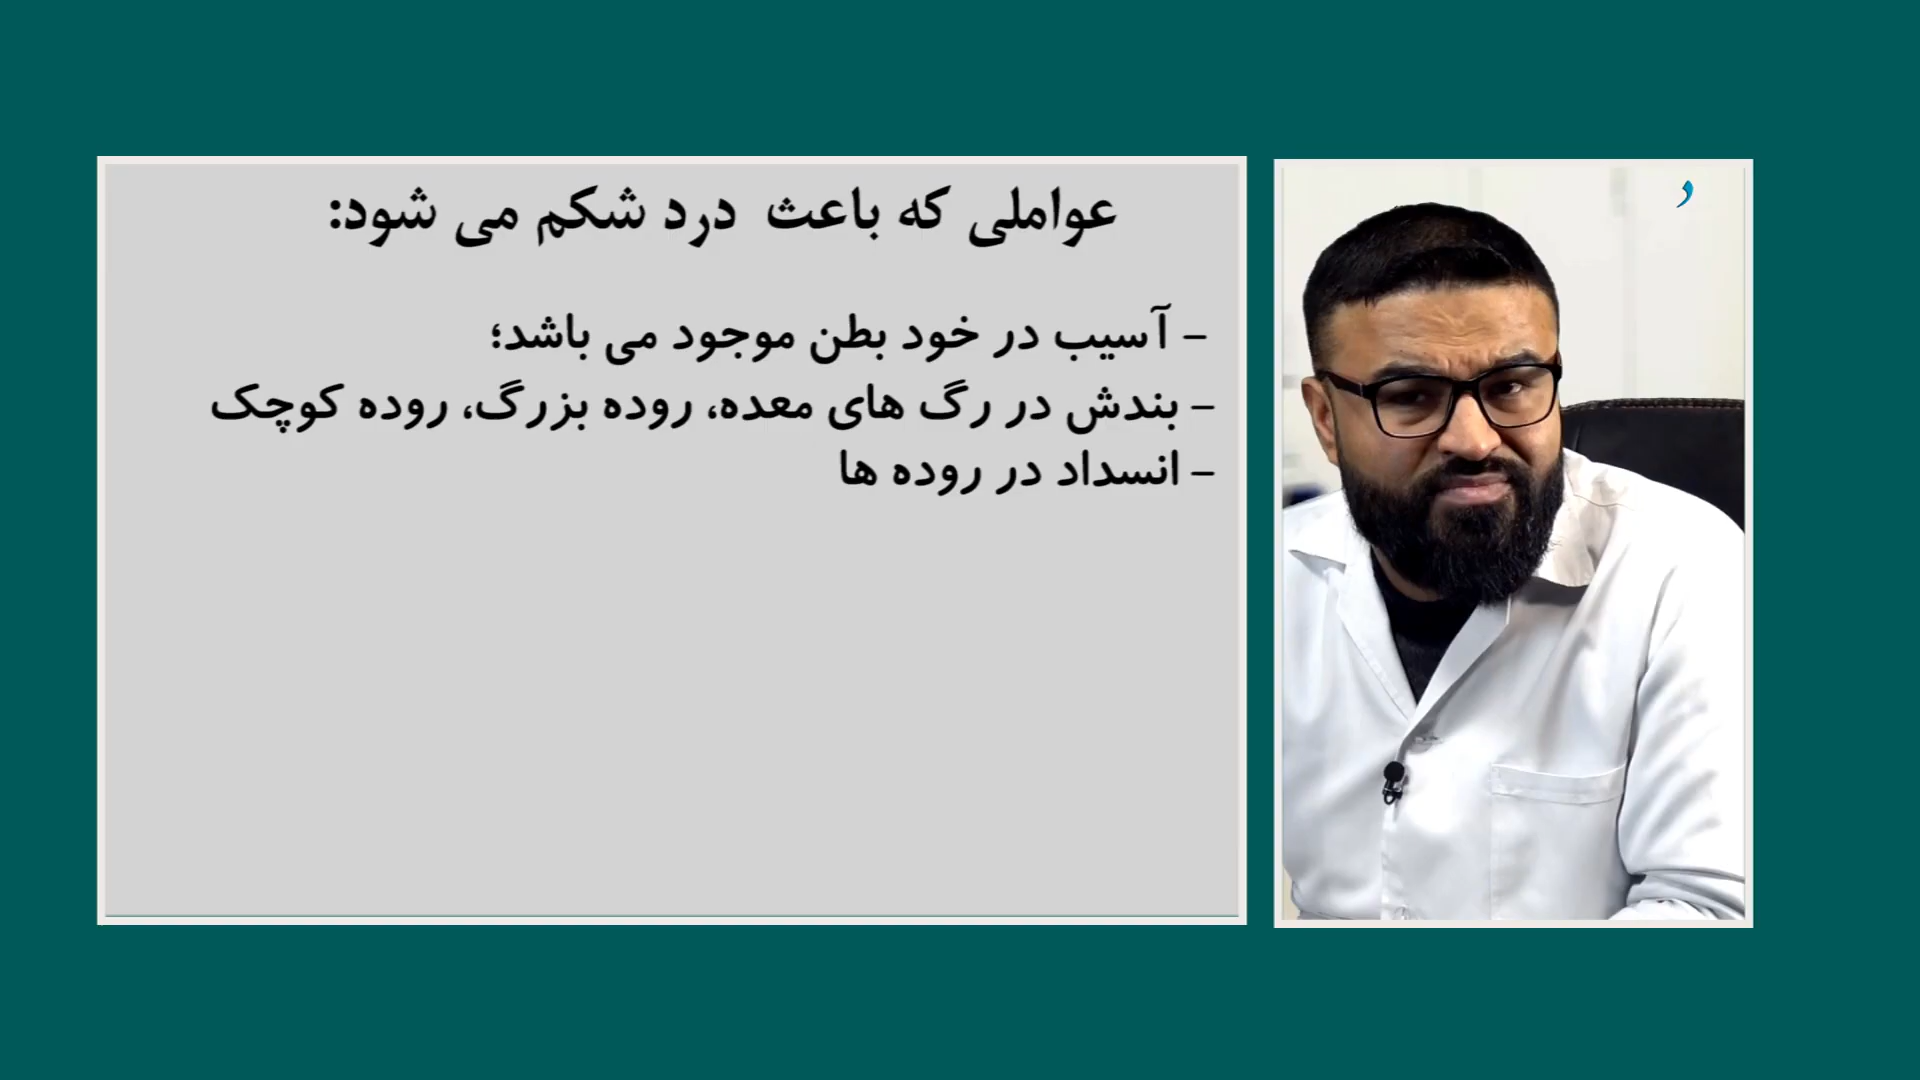 عواملی که باعث درد شکم می شود:
- آسیب در خود بطن موجود می باشد؛
- بندش در رگ های معده، روده بزرگ، روده کوچک
- انسداد در روده ها